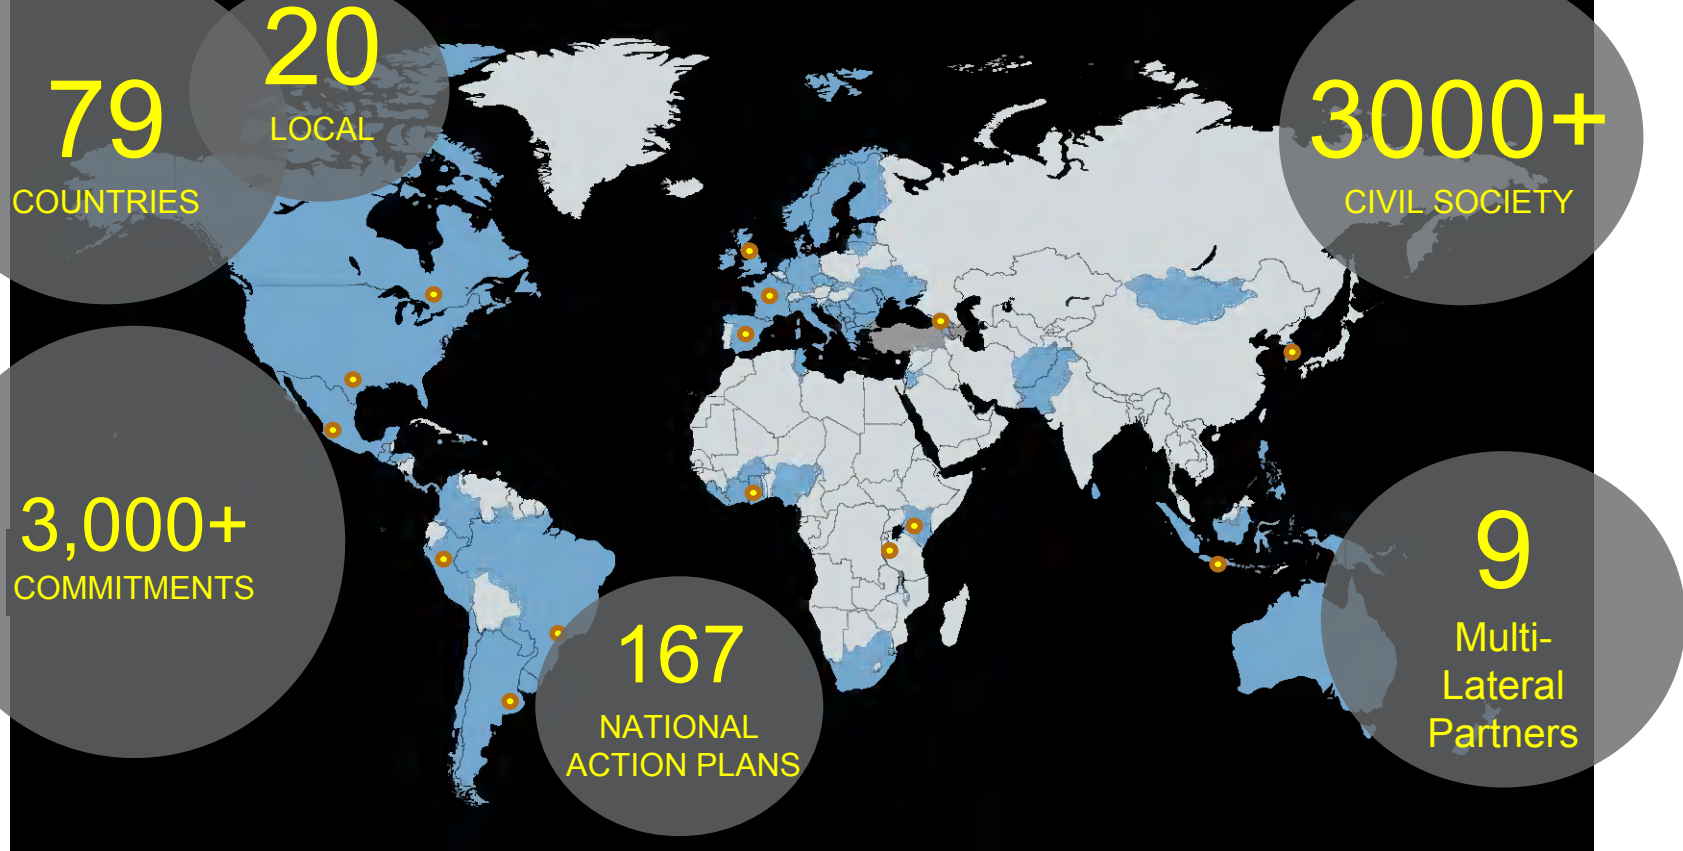 79
COUNTRIES
20
LOCAL
3000+
CIVIL SOCIETY
3,000+
COMMITMENTS
167
NATIONAL
ACTION PLANS
9
Multi-
Lateral
Partners